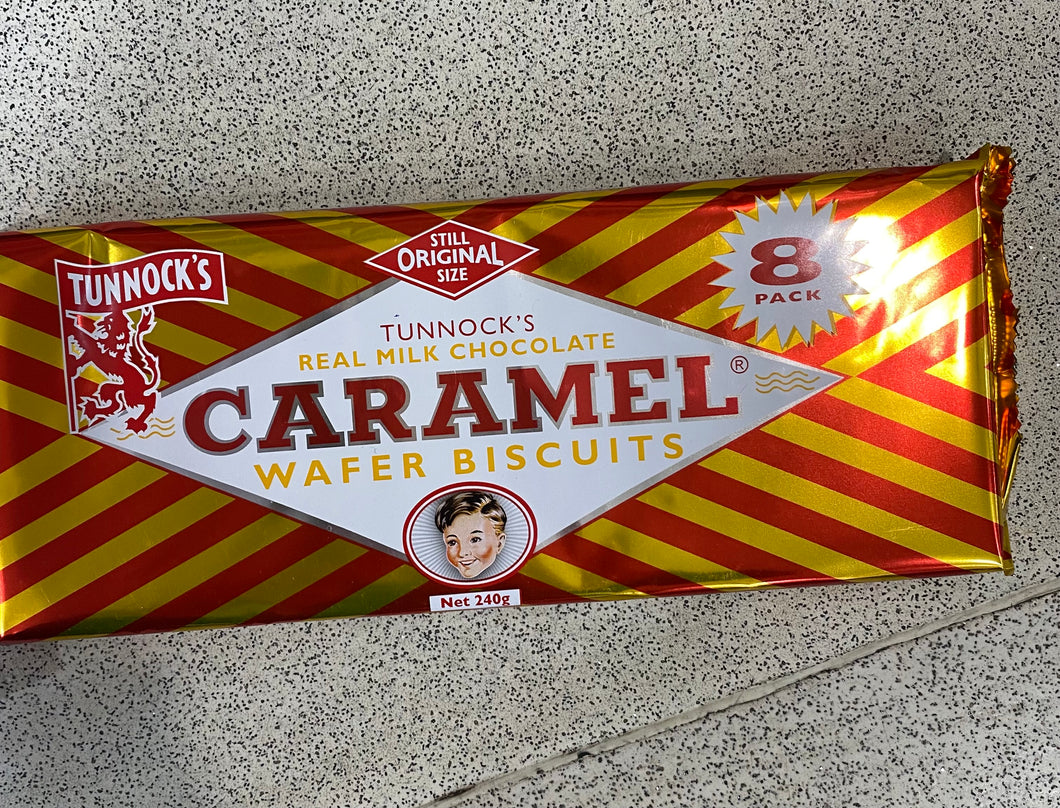 TUNNOCK'S
STILL
ORIGINAL
SIZE
8
PACK
TUNNOCK'S
REAL MILK CHOCOLATE
CARAMEL®
WAFER BISCUITS
Net 240g